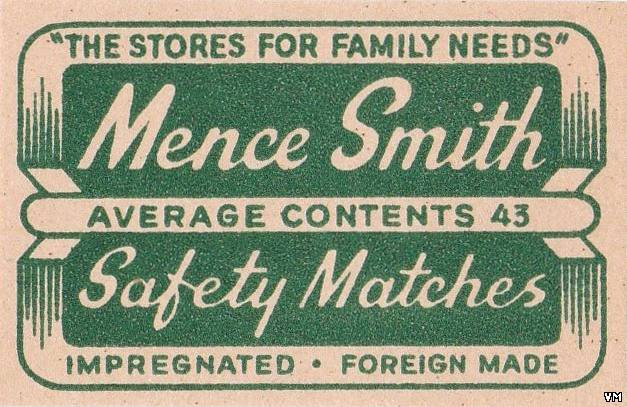 "THE STORES FOR FAMILY NEEDS"
Mence Smith
AVERAGE CONTENTS 43
Safety Matches
IMPREGNATED • FOREIGN MADE
VM